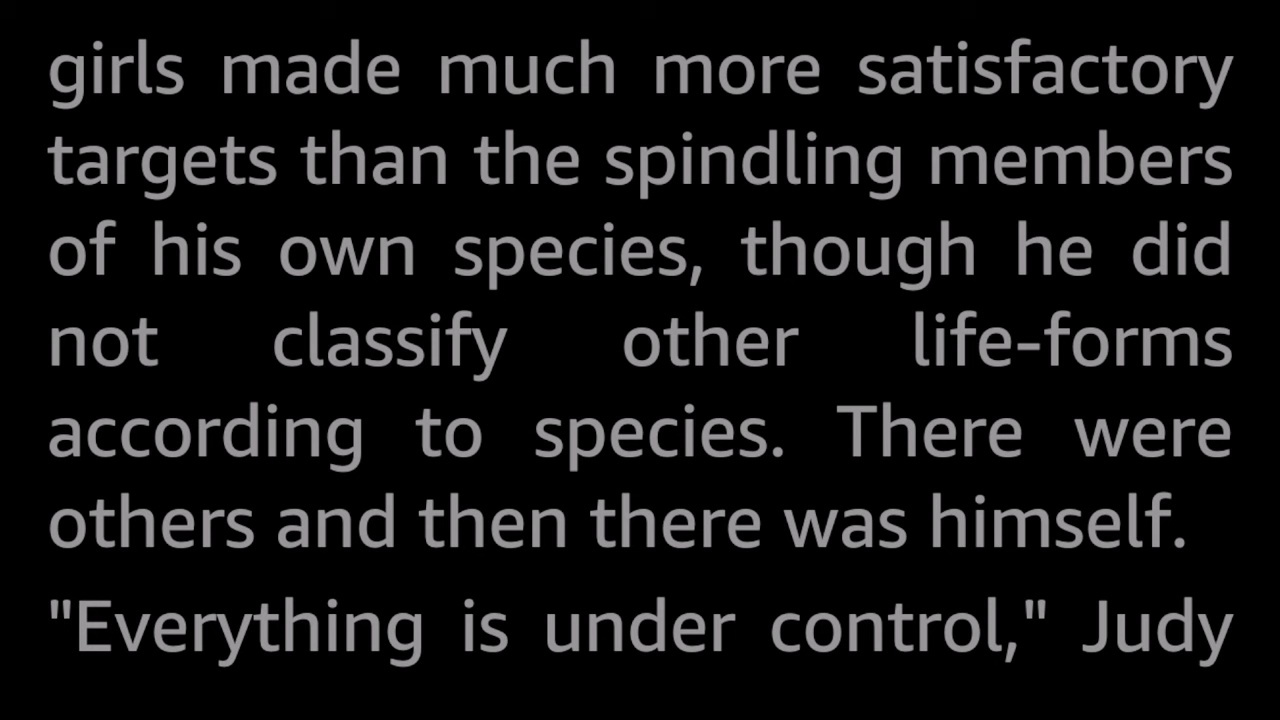 girls made much more satisfactory
targets than the spindling members
of his own species, though he did
not classify other life-forms
according to species. There were
others and then there was himself.
"Everything is under control," Judy